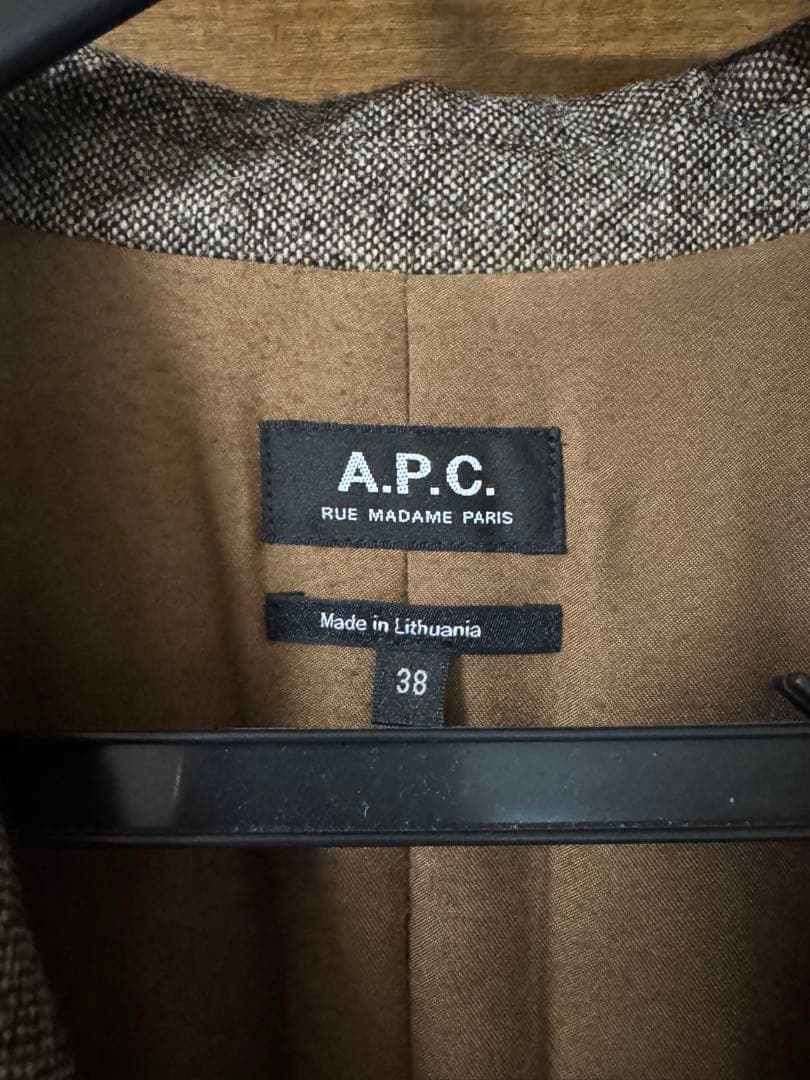 A.P.C.
RUE MADAME PARIS
Made in Lithuania
38